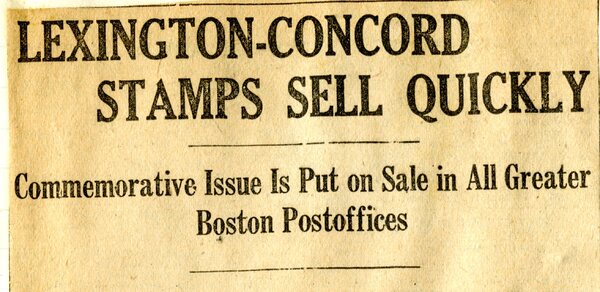 LEXINGTON-CONCORD
STAMPS SELL QUICKLY
Commemorative Issue Is Put on Sale in All Greater
Boston Postoffices